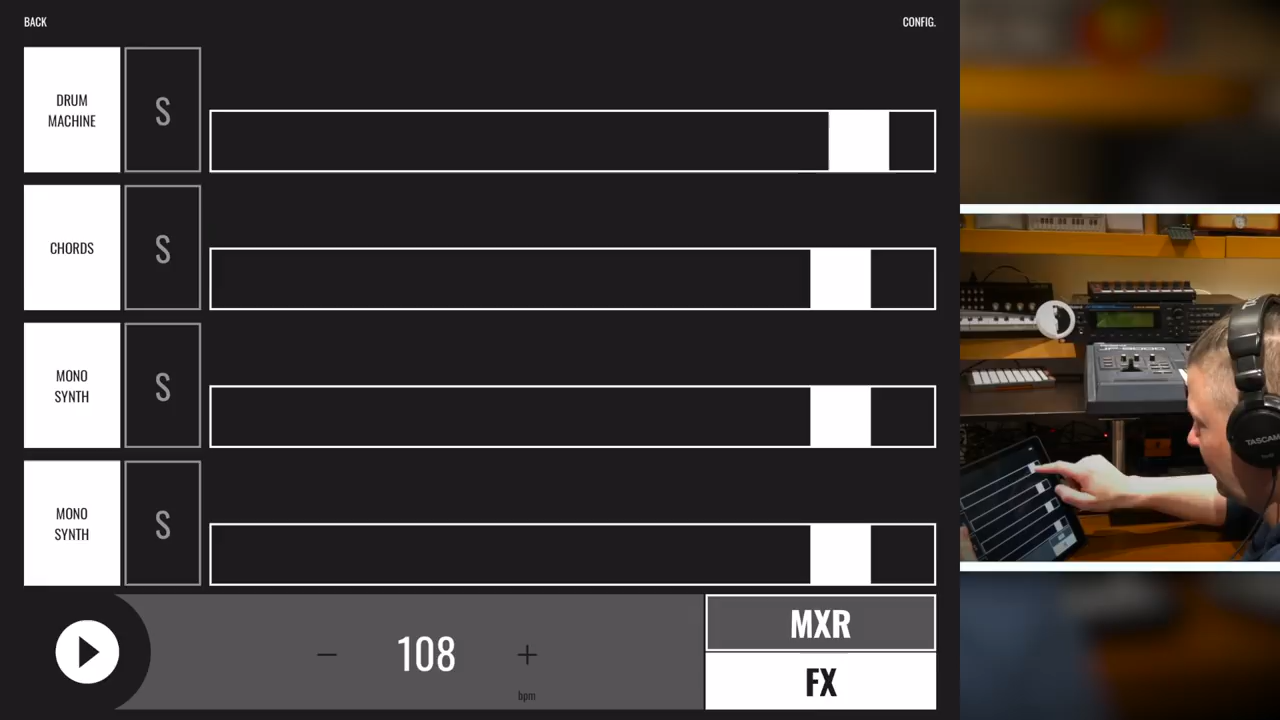 BACK
CONFIG.
DRUM
MACHINE
S
CHORDS
S
MONO
SYNTH
S
MONO
SYNTH
S
− 108 +
bpm
MXR
FX
TASCAM